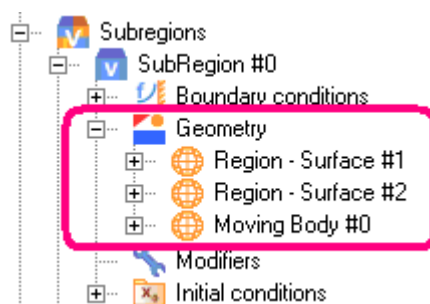 Subregions
SubRegion #0
Boundary conditions
Geometry
Region - Surface #1
Region - Surface #2
Moving Body #0
Modifiers
Initial conditions